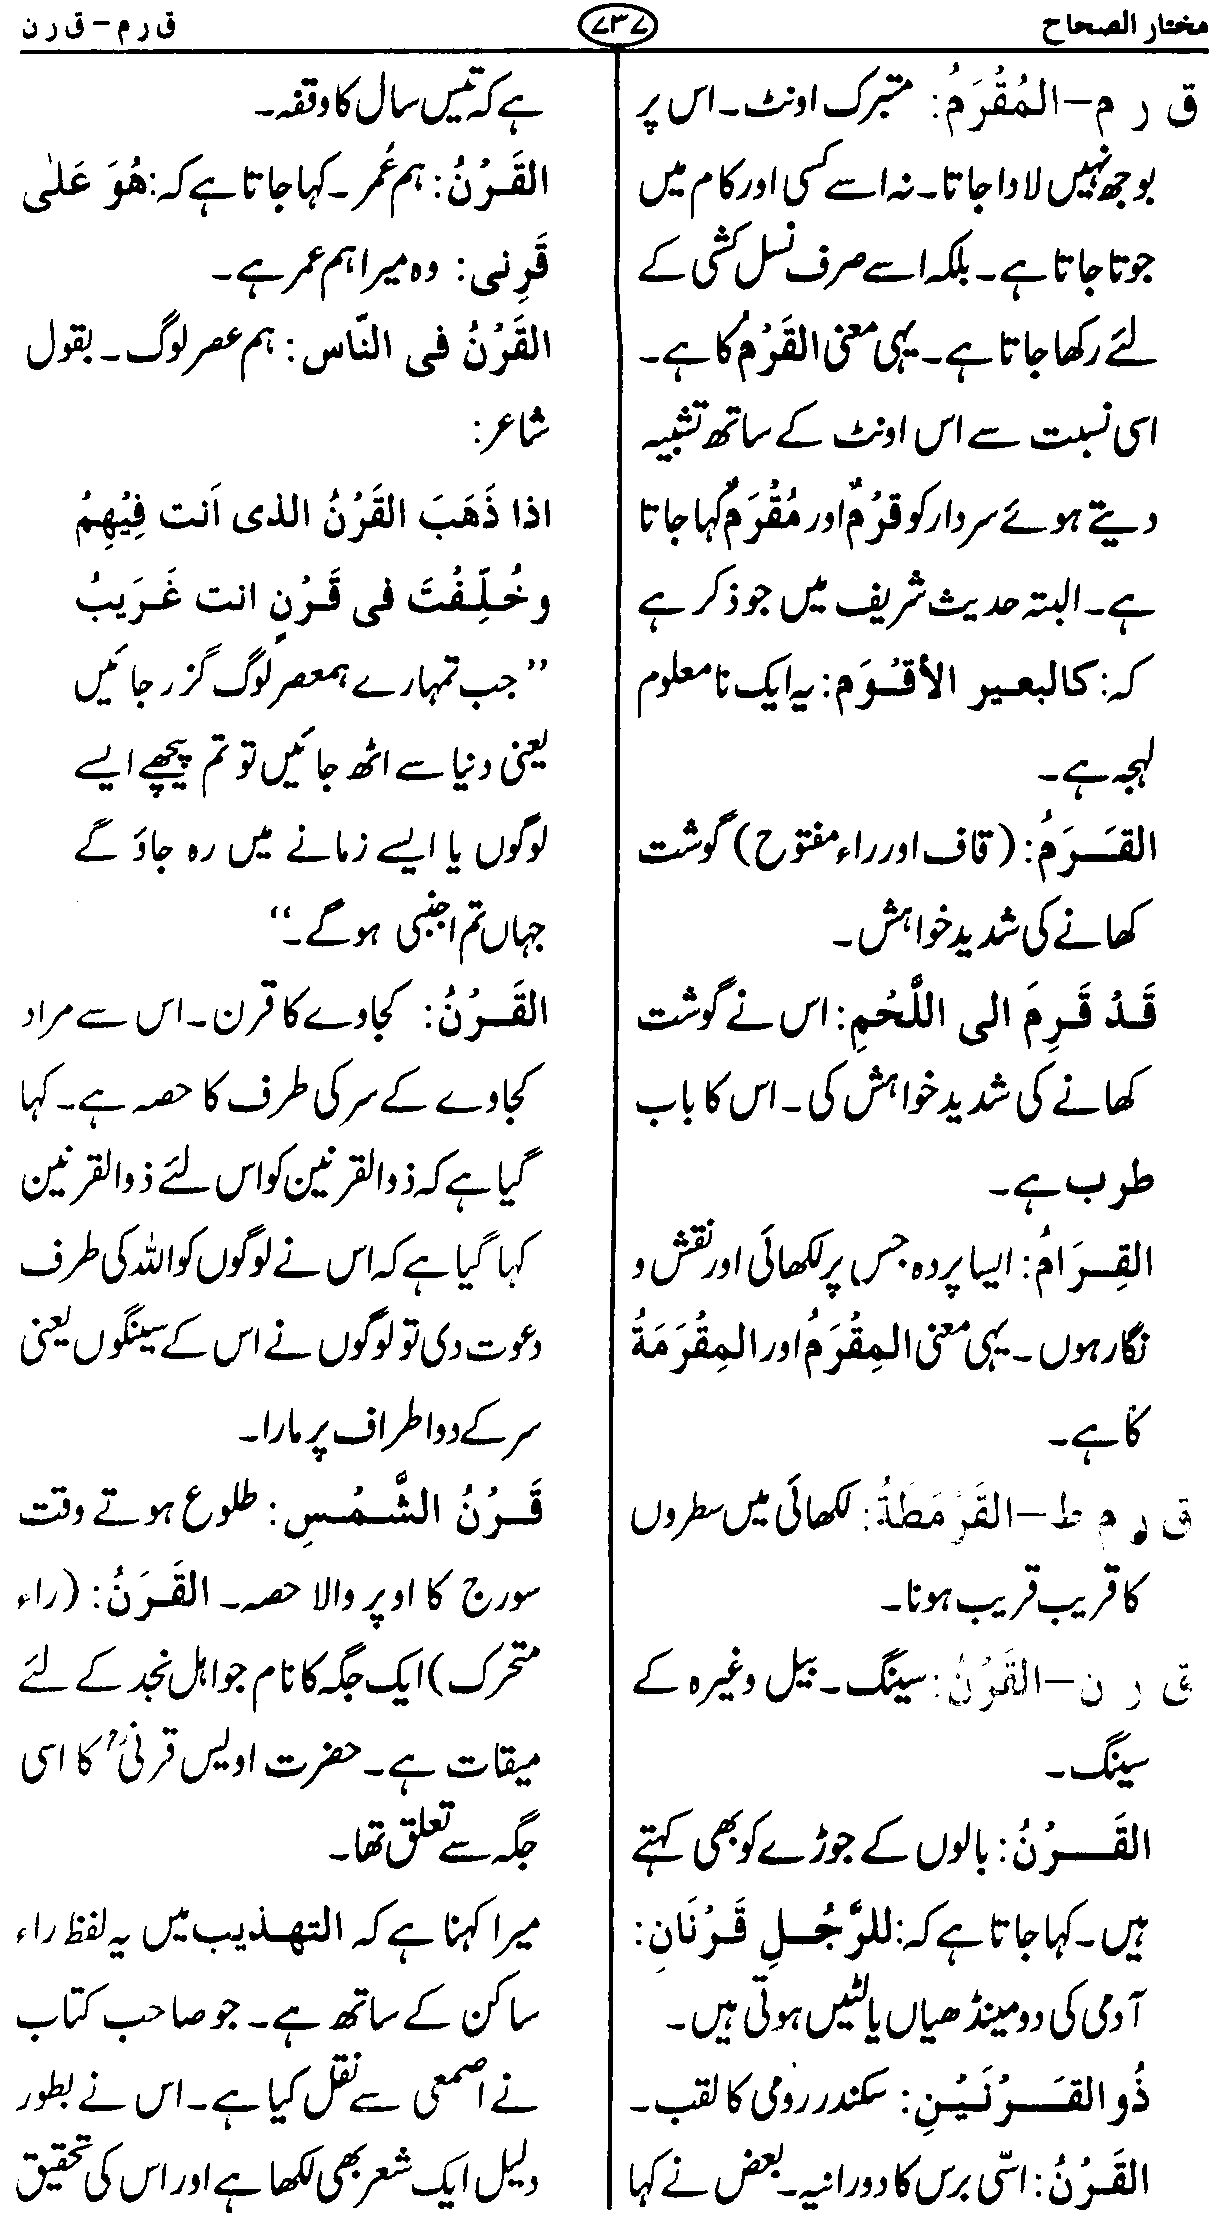 مختار الصحاح ۷۳۷ ق ر م – ق ر ن
ق ر م – المُقْرَمُ: متبرک اونٹ۔ اس پر
بوجھ نہیں لادا جاتا۔ نہ اسے کسی اور کام میں
جوتا جاتا ہے۔ بلکہ اسے صرف نسل کشی کے
لئے رکھا جاتا ہے۔ یہی معنی القَرْمُ کا ہے۔
اسی نسبت سے اس اونٹ کے ساتھ تشبیہ
دیتے ہوئے سردار کو قَرْمٌ اور مُقْرَمٌ کہا جاتا
ہے۔ البتہ حدیث شریف میں جو ذکر ہے
کہ: کالبعیر الأقْوَم: یہ ایک نا معلوم
لہجہ ہے۔
القَرَمُ: (قاف اور راء مفتوح) گوشت
کھانے کی شدید خواہش۔
قَدْ قَرِمَ الی اللَّحْمِ: اس نے گوشت
کھانے کی شدید خواہش کی۔ اس کا باب
طرب ہے۔
القِرَامُ: ایسا پردہ جس پر لکھائی اور نقش و
نگار ہوں۔ یہی معنی المِقْرَمُ اور المِقْرَمَةُ
کا ہے۔
ق ر م ط – القَرْمَطَةُ: لکھائی میں سطروں
کا قریب قریب ہونا۔
ق ر ن – القَرْنُ: سینگ۔ بیل وغیرہ کے
سینگ۔
القَرْنُ: بالوں کے جوڑے کو بھی کہتے
ہیں۔ کہا جاتا ہے کہ: للرَّجُلِ قَرْنَانِ:
آدمی کی دو مینڈھیاں یا لٹیں ہوتی ہیں۔
ذُو القَرْنَيْنِ: سکندر رومی کا لقب۔
القَرْنُ: اسّی برس کا دورانیہ۔ بعض نے کہا
ہے کہ تیس سال کا وقفہ۔
القَرْنُ: ہم عُمر۔ کہا جاتا ہے کہ: هُوَ عَلٰی
قَرِنی: وہ میرا ہم عمر ہے۔
القَرْنُ فی النَّاس: ہم عصر لوگ۔ بقول
شاعر:
اذا ذَهَبَ القَرْنُ الذی اَنت فِیْهِمُ
و خُلِّفْتَ فی قَرْنٍ انت غَرِیبُ
’’جب تمہارے ہمعصر لوگ گزر جائیں
یعنی دنیا سے اٹھ جائیں تو تم پیچھے ایسے
لوگوں یا ایسے زمانے میں رہ جاؤ گے
جہاں تم اجنبی ہو گے۔‘‘
القَرْنُ: کجاوے کا قرن۔ اس سے مراد
کجاوے کے سر کی طرف کا حصہ ہے۔ کہا
گیا ہے کہ ذوالقرنین کو اس لئے ذوالقرنین
کہا گیا ہے کہ اس نے لوگوں کو اللہ کی طرف
دعوت دی تو لوگوں نے اس کے سینگوں یعنی
سر کے دو اطراف پر مارا۔
قَرْنُ الشَّمْسِ: طلوع ہوتے وقت
سورج کا اوپر والا حصہ۔ القَرَنُ: (راء
متحرک) ایک جگہ کا نام جو اہل نجد کے لئے
میقات ہے۔ حضرت اویس قرنیؒ کا اسی
جگہ سے تعلق تھا۔
میرا کہنا ہے کہ التهذیب میں یہ لفظ راء
ساکن کے ساتھ ہے۔ جو صاحب کتاب
نے اصمعی سے نقل کیا ہے۔ اس نے بطور
دلیل ایک شعر بھی لکھا ہے اور اس کی تحقیق